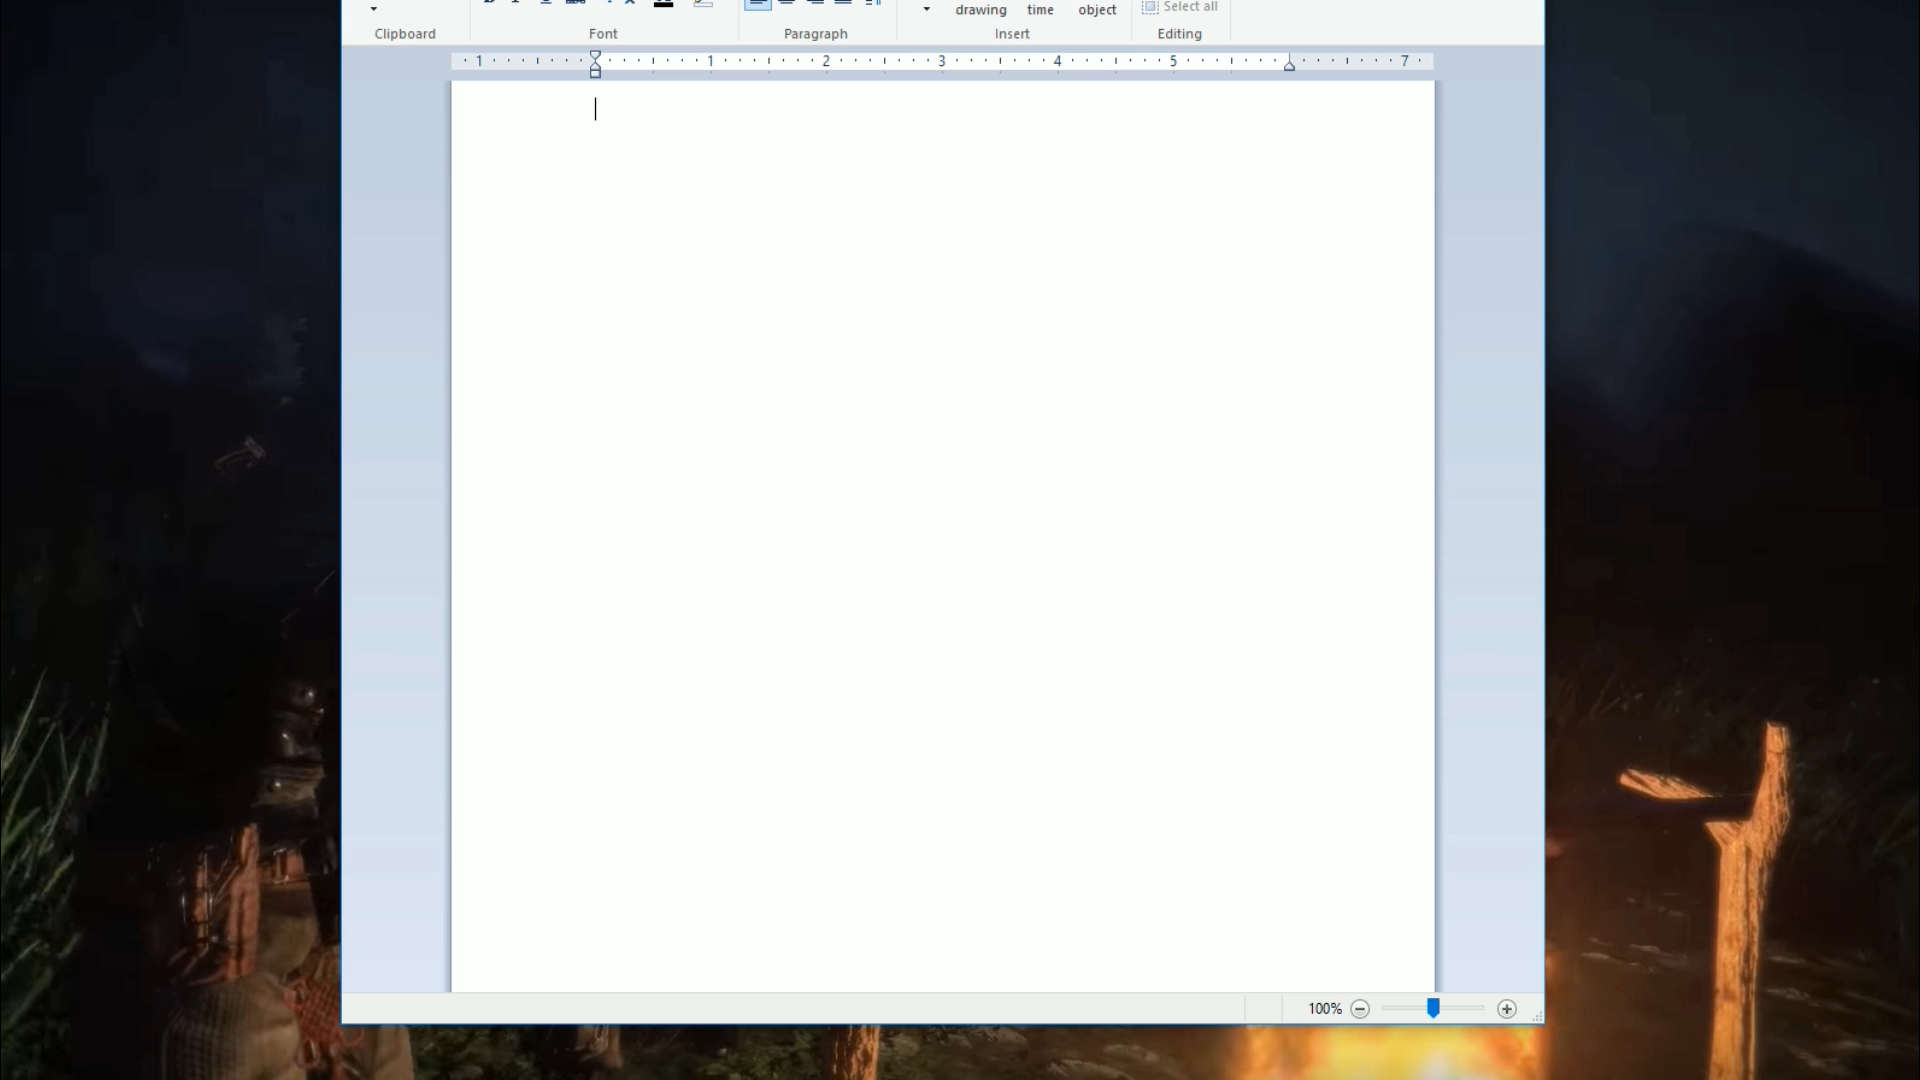 drawing time object Select all
Clipboard Font Paragraph Insert Editing
1 1 2 3 4 5 7
100%